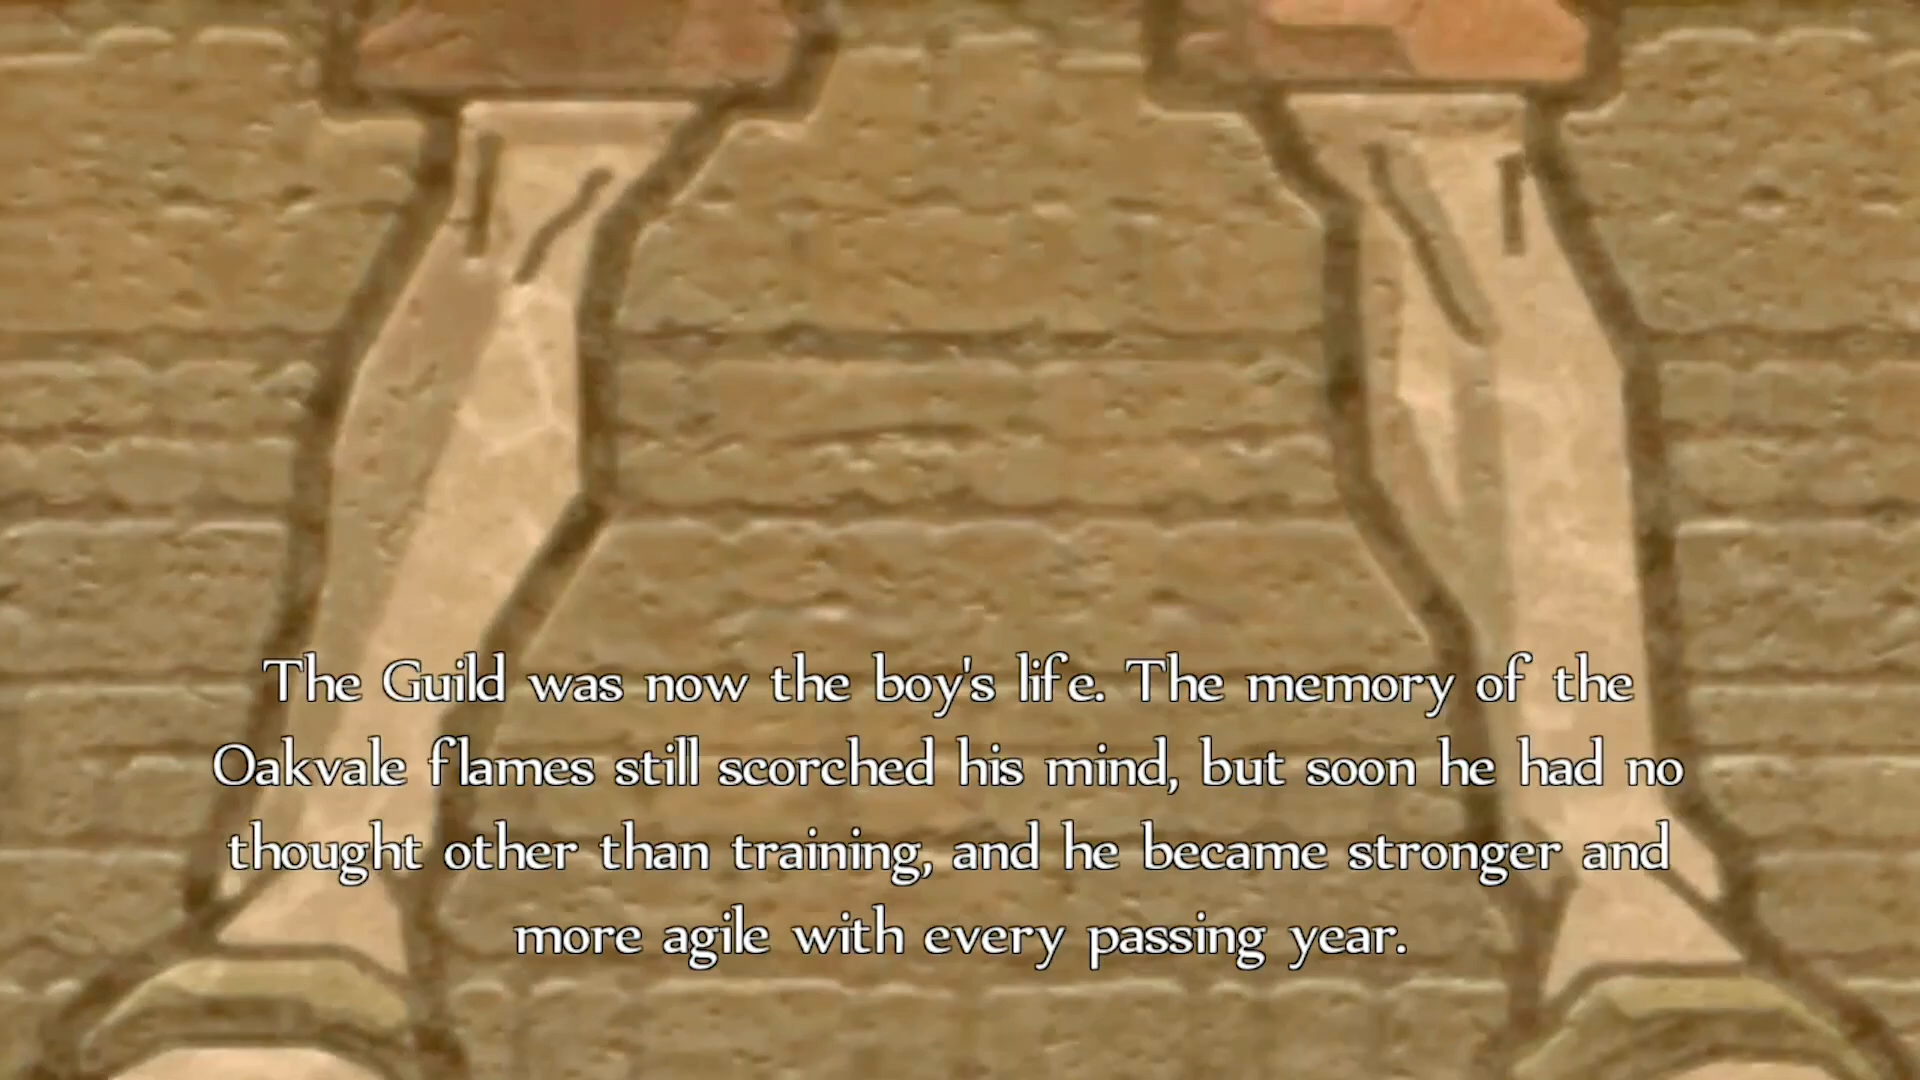 The Guild was now the boy's life. The memory of the
Oakvale flames still scorched his mind, but soon he had no
thought other than training, and he became stronger and
more agile with every passing year.